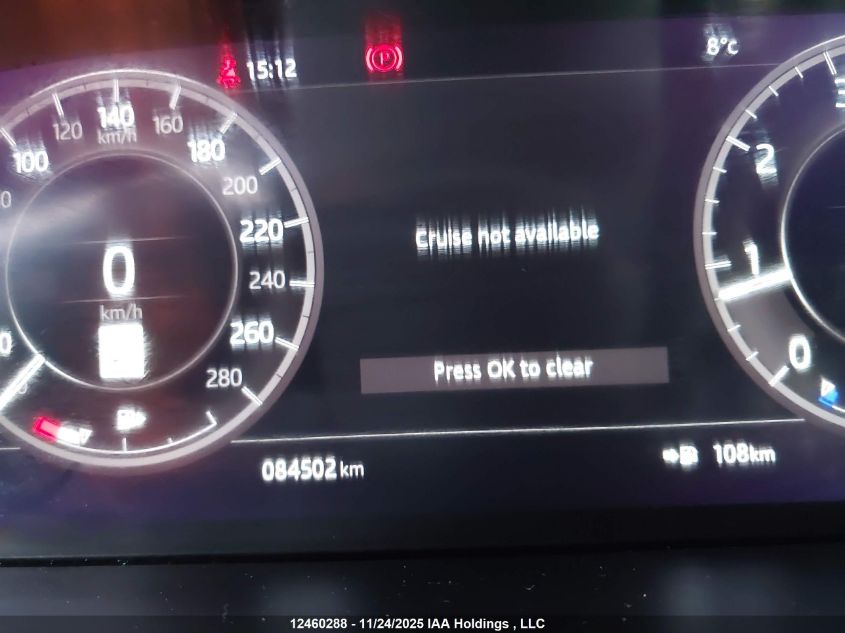 15:12
P
8°c
100
120
140
km/h
160
180
200
220
240
260
280
0
km/h
Cruise not available
Press OK to clear
2
1
0
084502 km
108km
12460288 - 11/24/2025 IAA Holdings , LLC